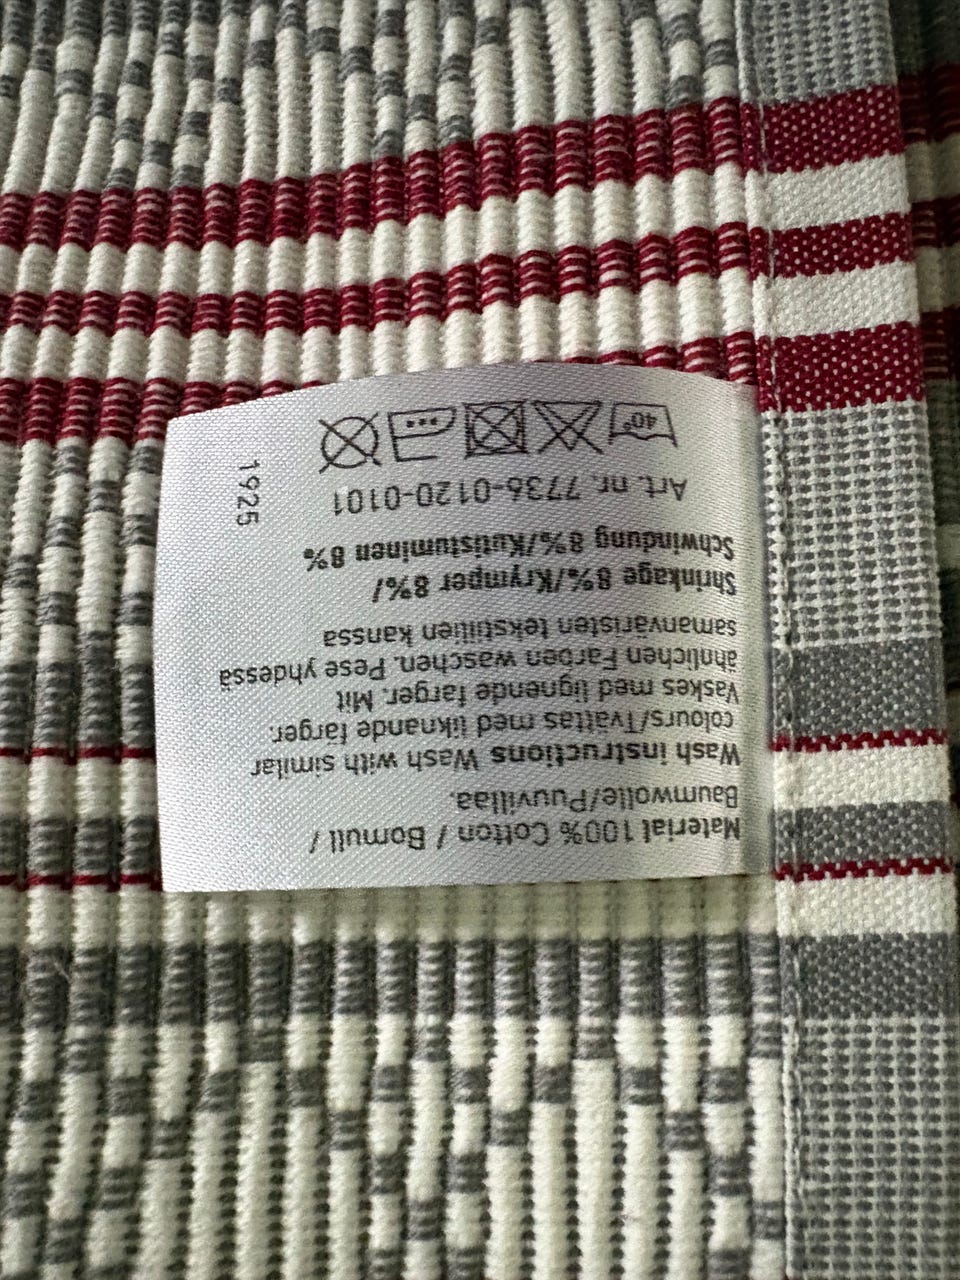 Material 100% Cotton / Bomull /
Baumwolle/Puuvillaa.
Wash instructions Wash with similar
colours/Tvättas med liknande färger.
Vaskes med lignende farger. Mit
ähnlichen Farben waschen. Pese yhdessä
samanväristen tekstiilien kanssa
Shrinkage 8%/Krymper 8%/
Schwindung 8%/Kutistuminen 8%
Art. nr. 7736-0120-0101
40°
1925